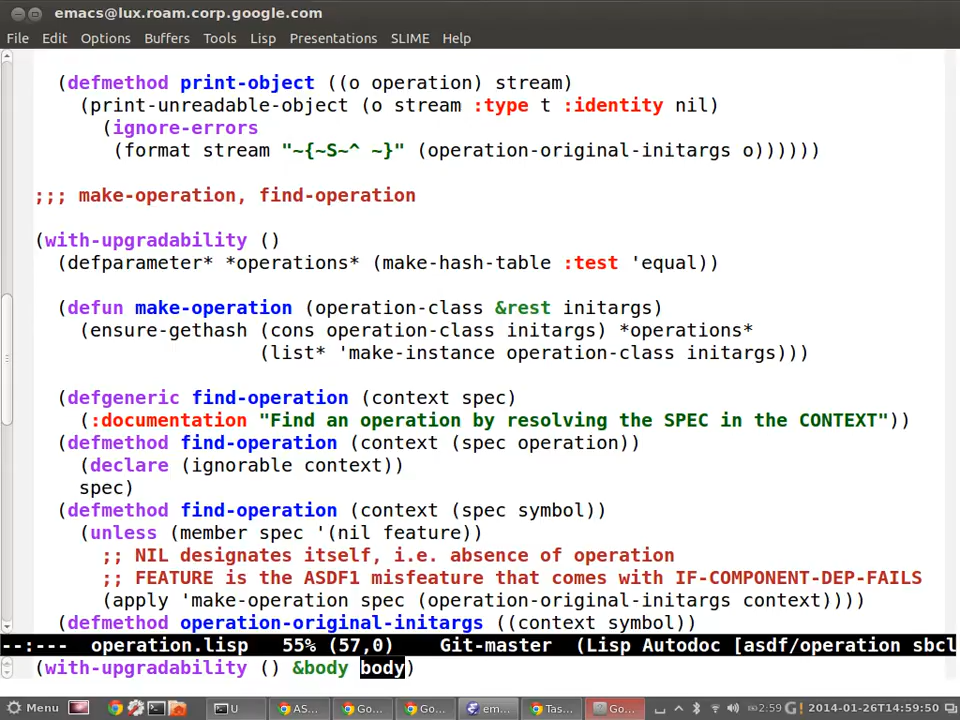 emacs@lux.roam.corp.google.com
File Edit Options Buffers Tools Lisp Presentations SLIME Help
(defmethod print-object ((o operation) stream)
(print-unreadable-object (o stream :type t :identity nil)
(ignore-errors
(format stream "~{~S~^ ~}" (operation-original-initargs o))))))
;;; make-operation, find-operation
(with-upgradability ()
(defparameter* *operations* (make-hash-table :test 'equal))
(defun make-operation (operation-class &rest initargs)
(ensure-gethash (cons operation-class initargs) *operations*
(list* 'make-instance operation-class initargs)))
(defgeneric find-operation (context spec)
(:documentation "Find an operation by resolving the SPEC in the CONTEXT"))
(defmethod find-operation (context (spec operation))
(declare (ignorable context))
spec)
(defmethod find-operation (context (spec symbol))
(unless (member spec '(nil feature))
;; NIL designates itself, i.e. absence of operation
;; FEATURE is the ASDF1 misfeature that comes with IF-COMPONENT-DEP-FAILS
(apply 'make-operation spec (operation-original-initargs context))))
(defmethod operation-original-initargs ((context symbol))
--:--- operation.lisp 55% (57,0) Git-master (Lisp Autodoc [asdf/operation sbcl
(with-upgradability () &body body)
Menu U AS... Go... Go... em... Tas... Go... 2:59 2014-01-26T14:59:50